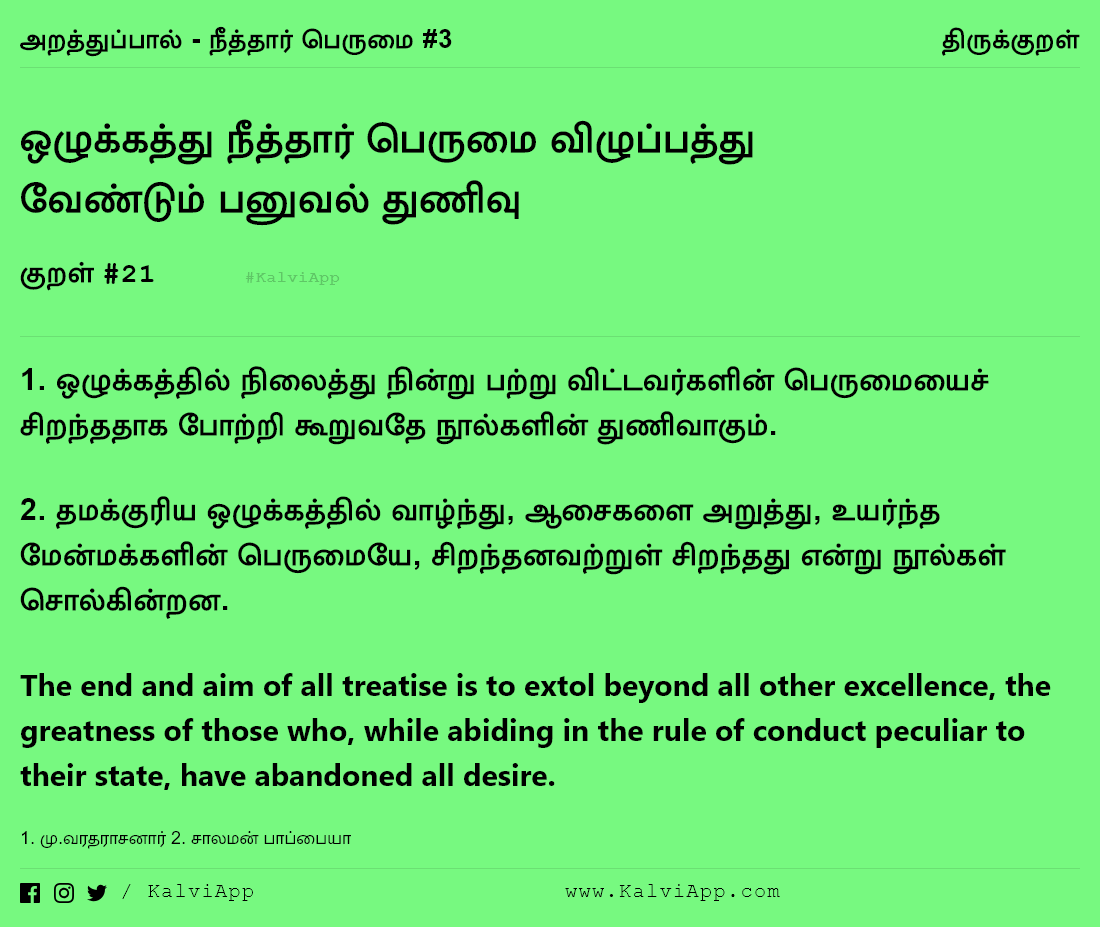 அறத்துப்பால் - நீத்தார் பெருமை #3 திருக்குறள்
ஒழுக்கத்து நீத்தார் பெருமை விழுப்பத்து
வேண்டும் பனுவல் துணிவு
குறள் #21 #KalviApp
1. ஒழுக்கத்தில் நிலைத்து நின்று பற்று விட்டவர்களின் பெருமையைச்
சிறந்ததாக போற்றி கூறுவதே நூல்களின் துணிவாகும்.
2. தமக்குரிய ஒழுக்கத்தில் வாழ்ந்து, ஆசைகளை அறுத்து, உயர்ந்த
மேன்மக்களின் பெருமையே, சிறந்தனவற்றுள் சிறந்தது என்று நூல்கள்
சொல்கின்றன.
The end and aim of all treatise is to extol beyond all other excellence, the
greatness of those who, while abiding in the rule of conduct peculiar to
their state, have abandoned all desire.
1. மு.வரதராசனார் 2. சாலமன் பாப்பையா
/ KalviApp www.KalviApp.com